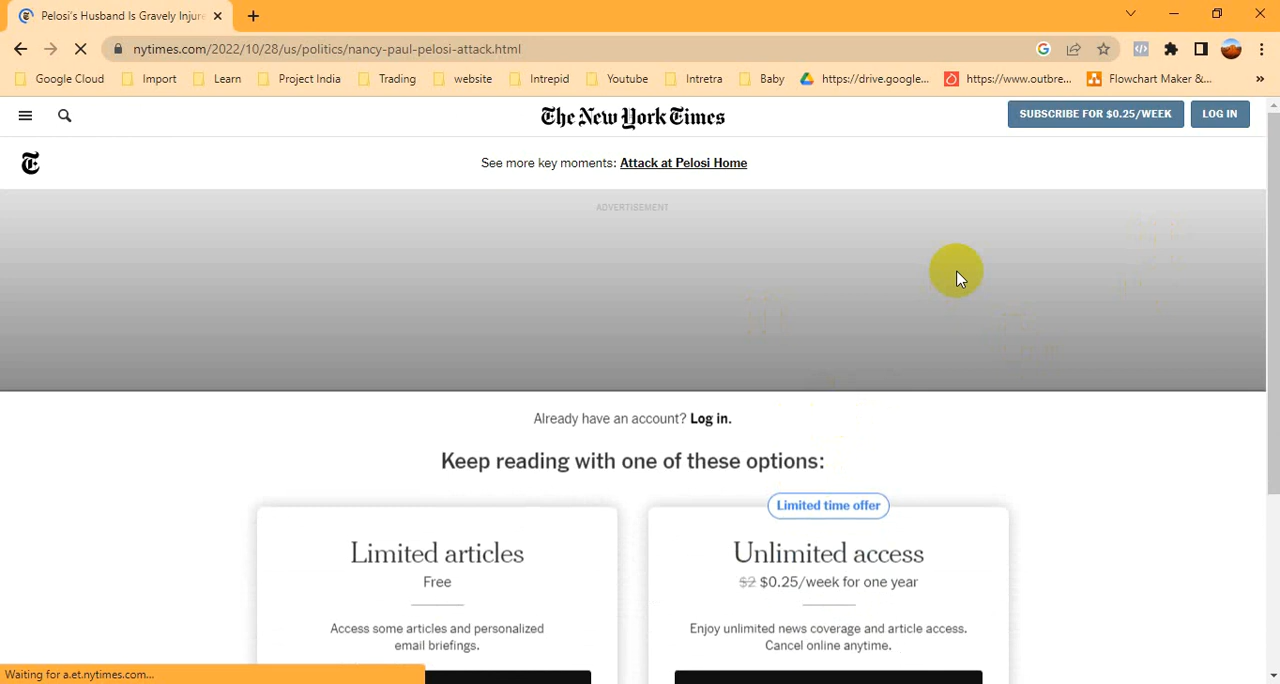 Pelosi's Husband Is Gravely Injure
nytimes.com/2022/10/28/us/politics/nancy-paul-pelosi-attack.html
Google Cloud Import Learn Project India Trading website Intrepid Youtube Intretra Baby https://drive.google... https://www.outbre... Flowchart Maker &... »
The New York Times
SUBSCRIBE FOR $0.25/WEEK LOG IN
T See more key moments: Attack at Pelosi Home
ADVERTISEMENT
Already have an account? Log in.
Keep reading with one of these options:
Limited time offer
Limited articles
Free
Access some articles and personalized
email briefings.
Unlimited access
$2 $0.25/week for one year
Enjoy unlimited news coverage and article access.
Cancel online anytime.
Waiting for a.et.nytimes.com...